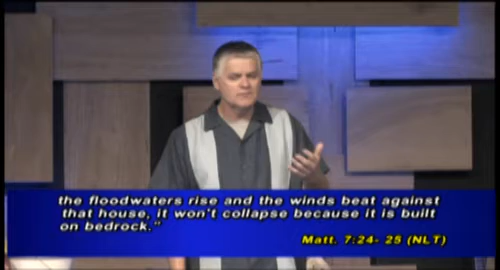 the floodwaters rise and the winds beat against
that house, it won't collapse because it is built
on bedrock."
Matt. 7:24- 25 (NLT)